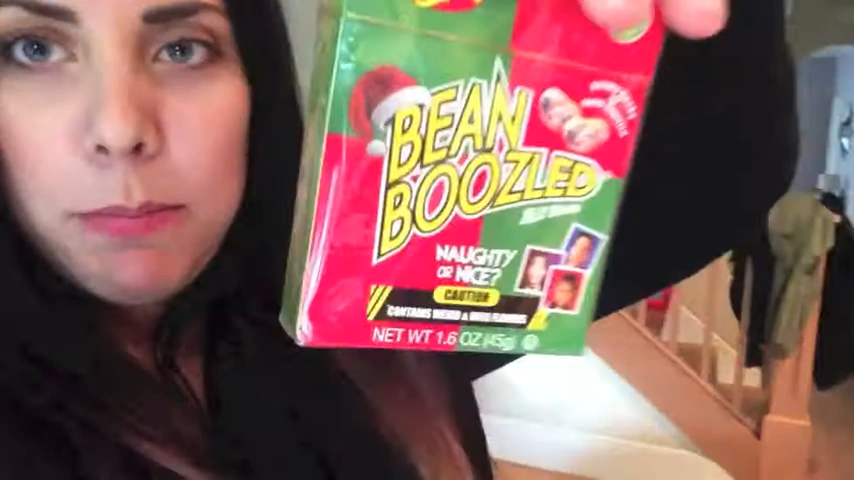 BEAN
BOOZLED
NAUGHTY
OR NICE?
CAUTION
CONTAINS WEIRD & WILD FLAVORS
NET WT 1.6 OZ (45g)